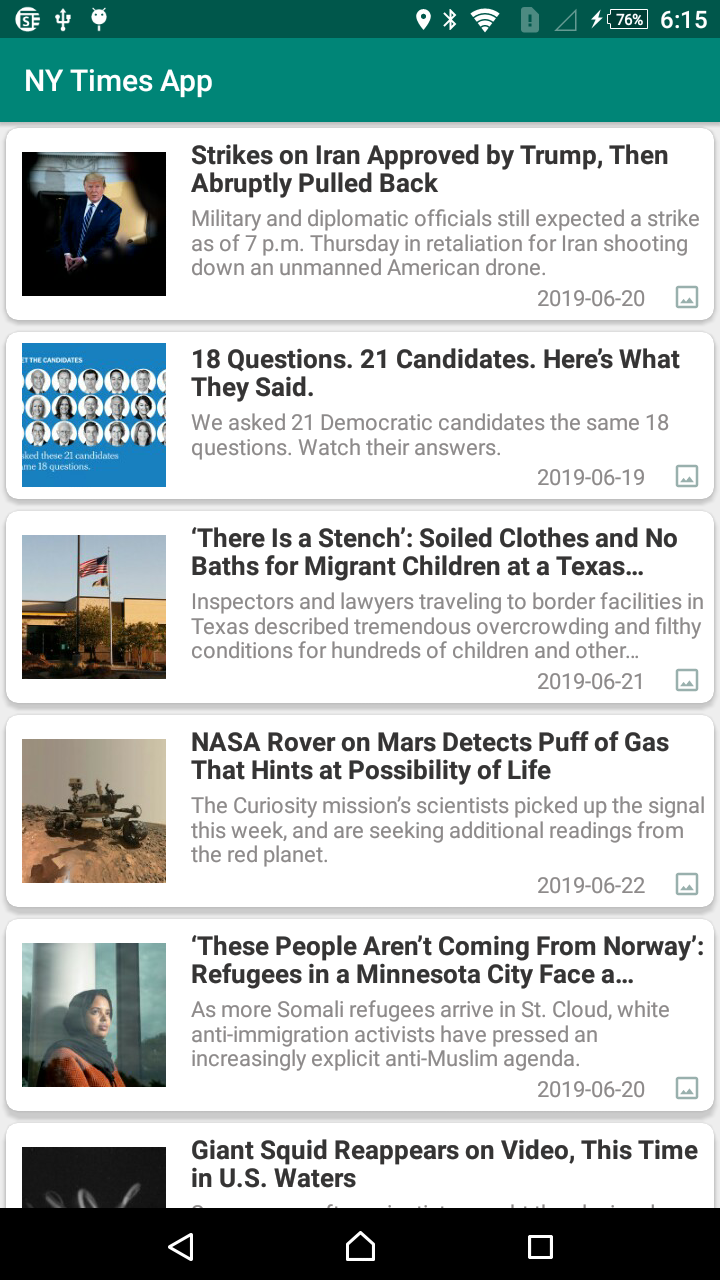 76% 6:15
NY Times App
Strikes on Iran Approved by Trump, Then
Abruptly Pulled Back
Military and diplomatic officials still expected a strike
as of 7 p.m. Thursday in retaliation for Iran shooting
down an unmanned American drone.
2019-06-20
ET THE CANDIDATES
ked these 21 candidates
me 18 questions.
18 Questions. 21 Candidates. Here’s What
They Said.
We asked 21 Democratic candidates the same 18
questions. Watch their answers.
2019-06-19
‘There Is a Stench’: Soiled Clothes and No
Baths for Migrant Children at a Texas…
Inspectors and lawyers traveling to border facilities in
Texas described tremendous overcrowding and filthy
conditions for hundreds of children and other…
2019-06-21
NASA Rover on Mars Detects Puff of Gas
That Hints at Possibility of Life
The Curiosity mission’s scientists picked up the signal
this week, and are seeking additional readings from
the red planet.
2019-06-22
‘These People Aren’t Coming From Norway’:
Refugees in a Minnesota City Face a…
As more Somali refugees arrive in St. Cloud, white
anti-immigration activists have pressed an
increasingly explicit anti-Muslim agenda.
2019-06-20
Giant Squid Reappears on Video, This Time
in U.S. Waters